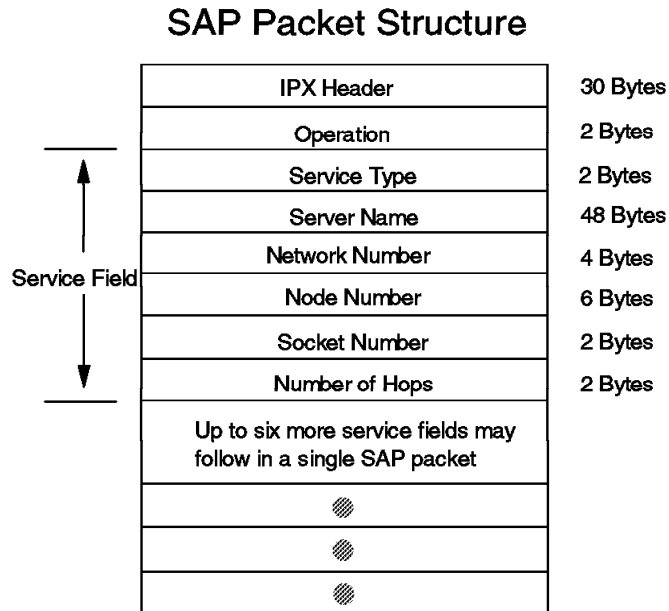 SAP Packet Structure
IPX Header 30 Bytes
Operation 2 Bytes
Service Type 2 Bytes
Server Name 48 Bytes
Network Number 4 Bytes
Service Field
Node Number 6 Bytes
Socket Number 2 Bytes
Number of Hops 2 Bytes
Up to six more service fields may
follow in a single SAP packet